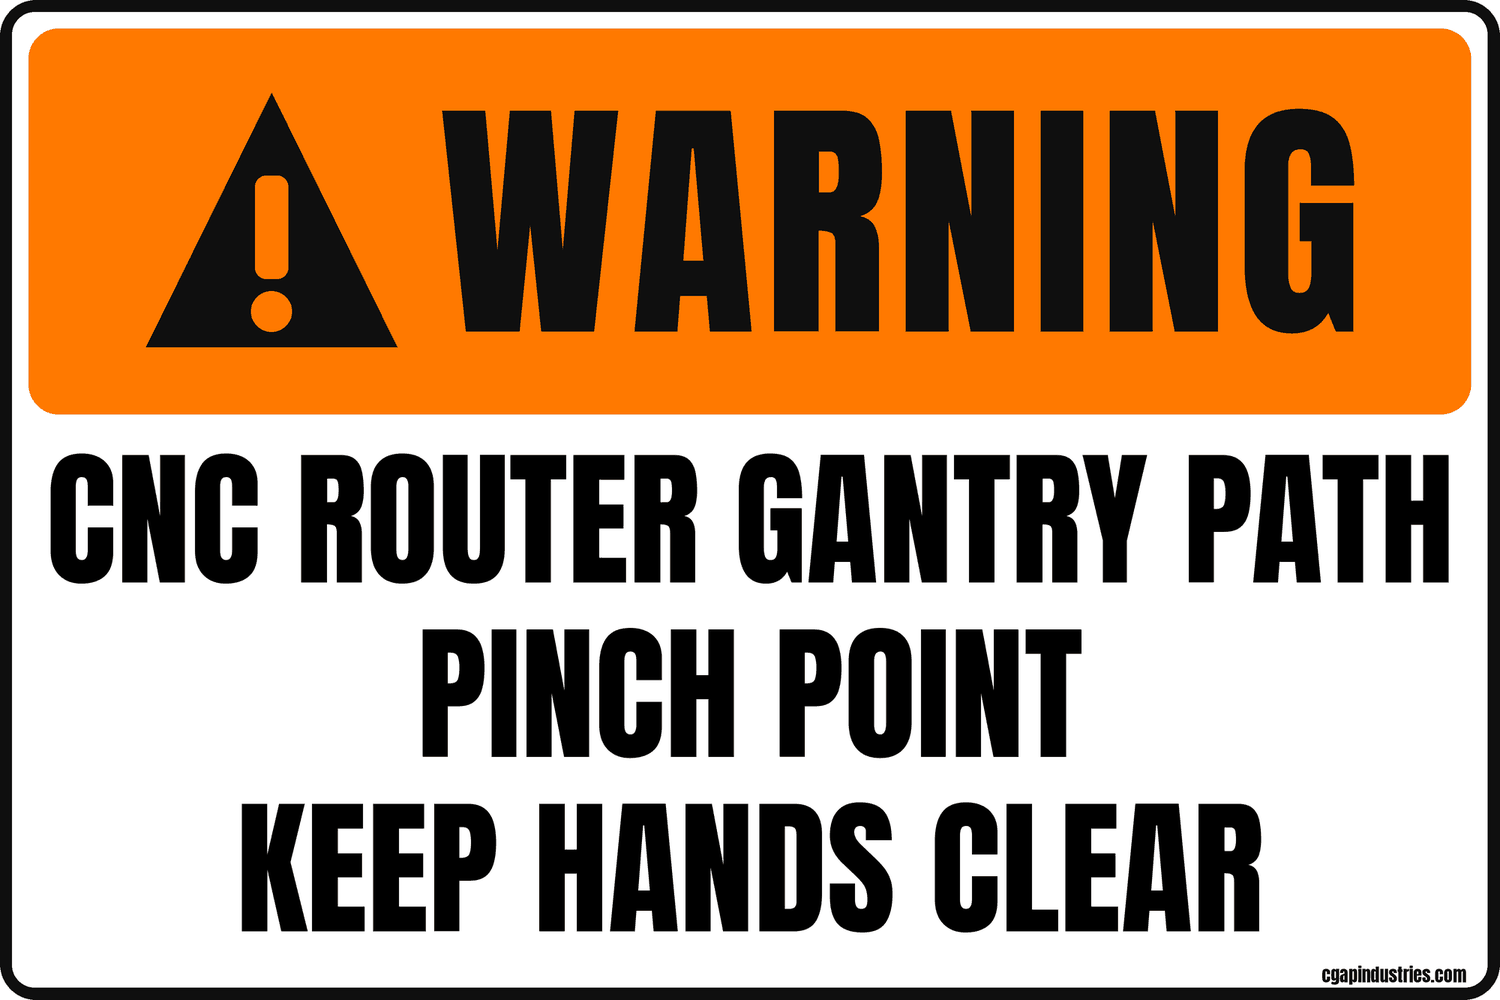 WARNING
CNC ROUTER GANTRY PATH
PINCH POINT
KEEP HANDS CLEAR
cgapindustries.com